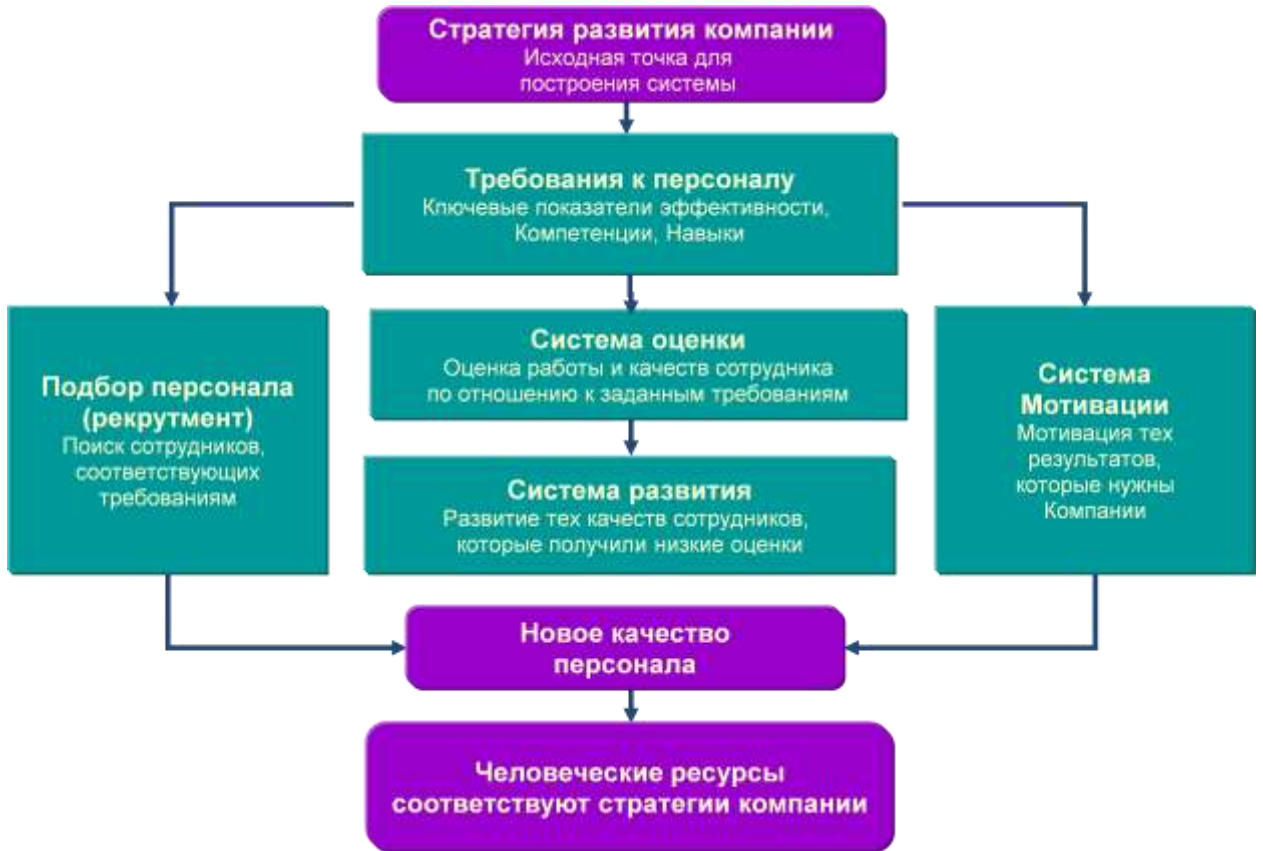 Стратегия развития компании
Исходная точка для
построения системы
Требования к персоналу
Ключевые показатели эффективности,
Компетенции, Навыки
Подбор персонала
(рекрутмент)
Поиск сотрудников,
соответствующих
требованиям
Система оценки
Оценка работы и качеств сотрудника
по отношению к заданным требованиям
Система развития
Развитие тех качеств сотрудников,
которые получили низкие оценки
Система
Мотивации
Мотивация тех
результатов,
которые нужны
Компании
Новое качество
персонала
Человеческие ресурсы
соответствуют стратегии компании